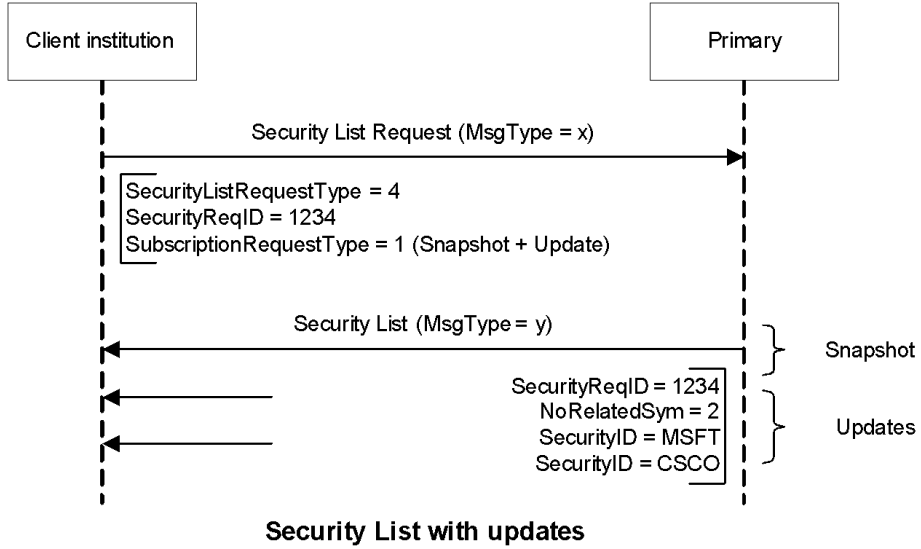 Client institution
Primary
Security List Request (MsgType = x)
SecurityListRequestType = 4
SecurityReqID = 1234
SubscriptionRequestType = 1 (Snapshot + Update)
Security List (MsgType = y)
Snapshot
SecurityReqID = 1234
NoRelatedSym = 2
SecurityID = MSFT
SecurityID = CSCO
Updates
Security List with updates